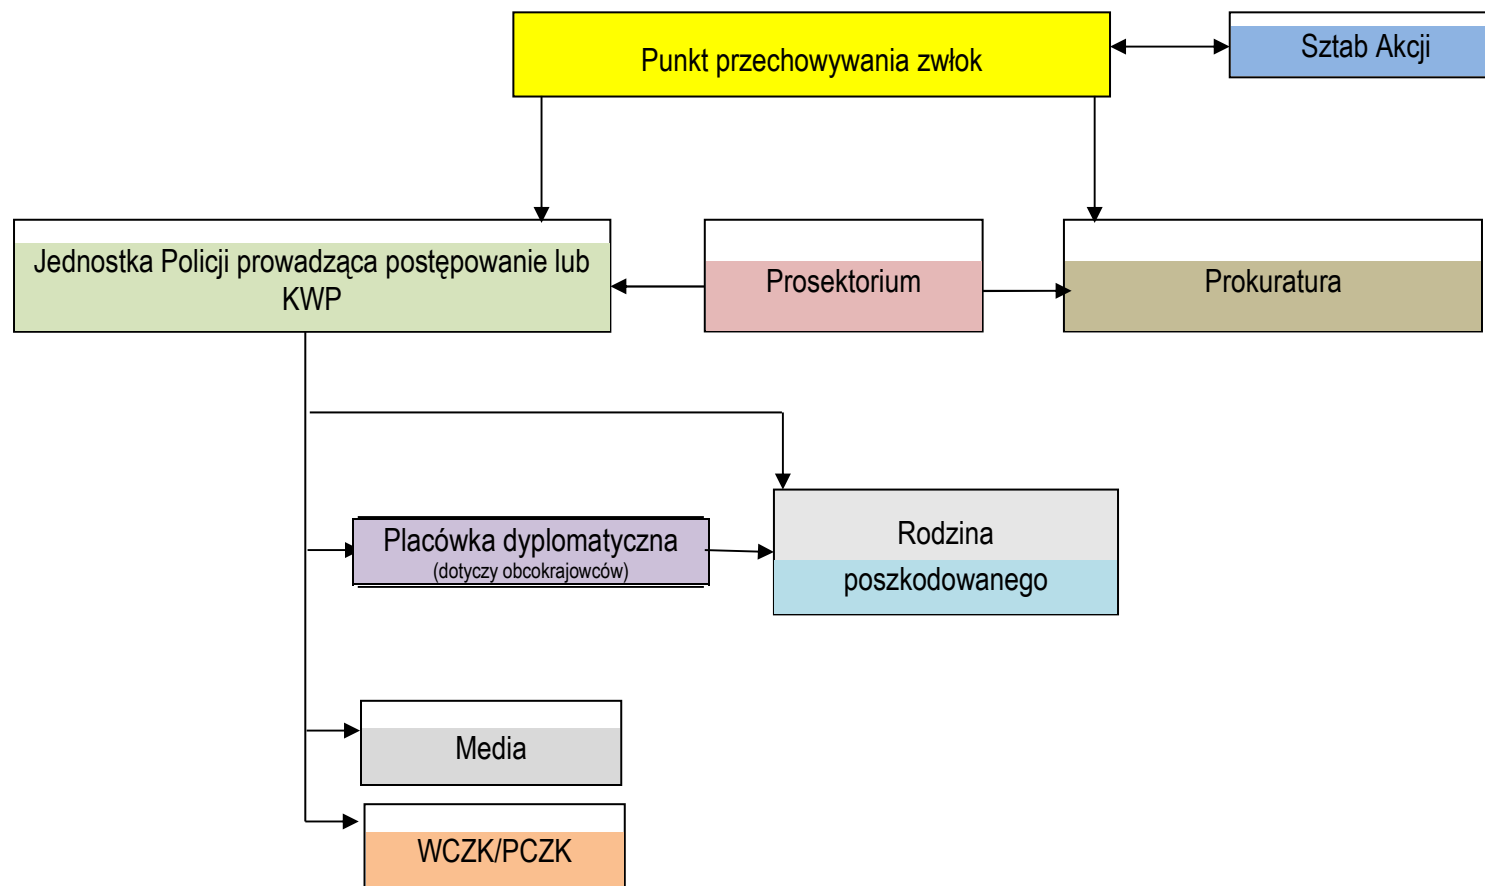 Punkt przechowywania zwłok
Sztab Akcji
Jednostka Policji prowadząca postępowanie lub
KWP
Prosektorium
Prokuratura
Placówka dyplomatyczna
(dotyczy obcokrajowców)
Rodzina
poszkodowanego
Media
WCZK/PCZK